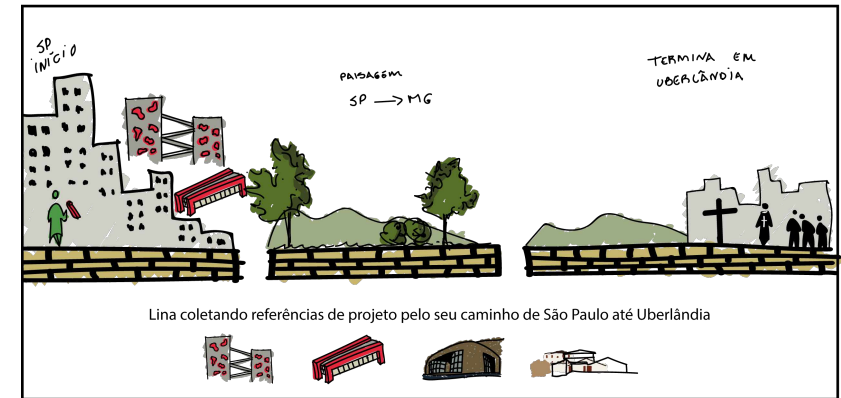 SP
INÍCIO
PAISAGEM
SP → MG
TERMINA EM
UBERLÂNDIA
Lina coletando referências de projeto pelo seu caminho de São Paulo até Uberlândia